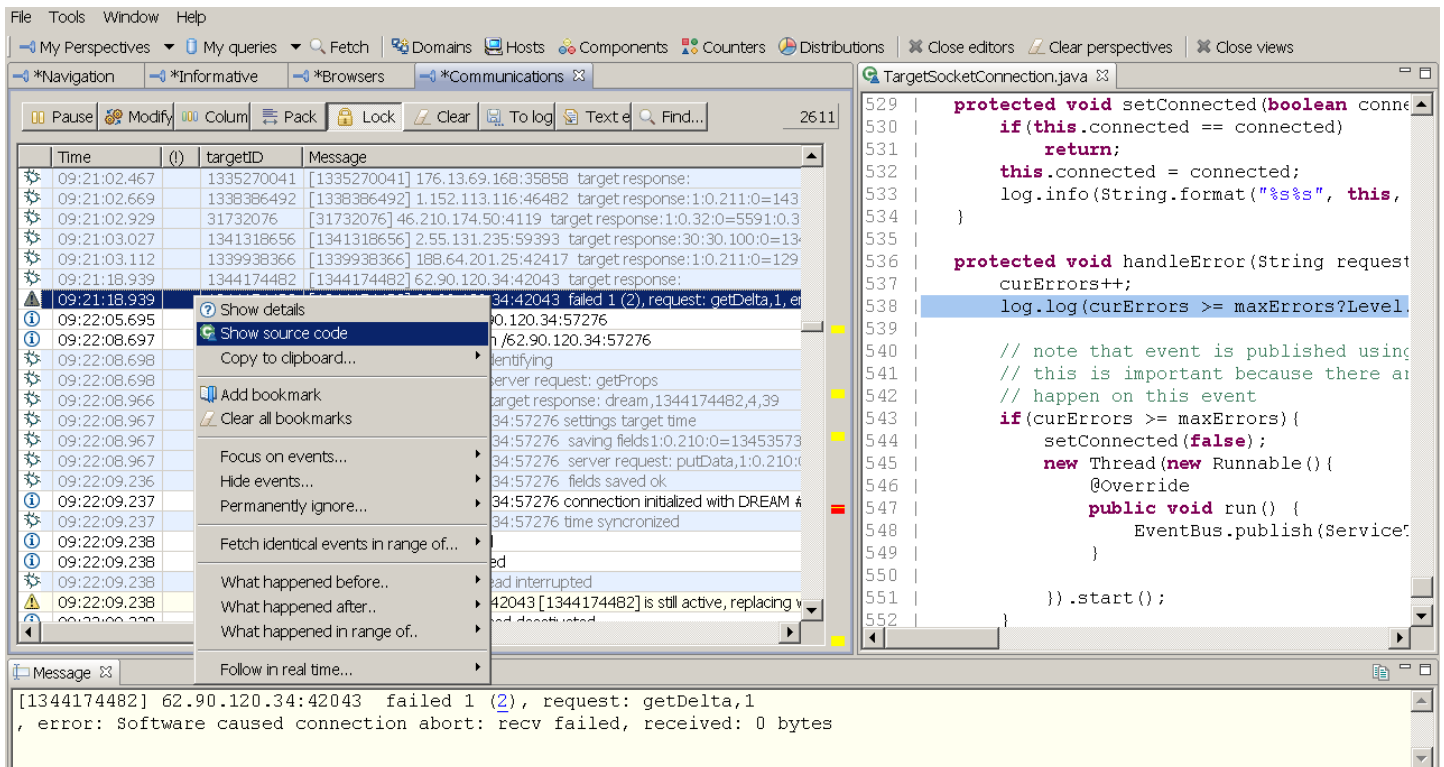 File Tools Window Help
My Perspectives My queries Fetch Domains Hosts Components Counters Distributions Close editors Clear perspectives Close views
*Navigation *Informative *Browsers *Communications TargetSocketConnection.java
Pause Modify Colum Pack Lock Clear To log Text e Find... 2611
Time (!) targetID Message
09:21:02.467 1335270041 [1335270041] 176.13.69.168:35858 target response:
09:21:02.669 1338386492 [1338386492] 1.152.113.116:46482 target response:1:0.211:0=143
09:21:02.929 31732076 [31732076] 46.210.174.50:4119 target response:1:0.32:0=5591:0.3
09:21:03.027 1341318656 [1341318656] 2.55.131.235:59393 target response:30:30.100:0=13
09:21:03.112 1339938366 [1339938366] 188.64.201.25:42417 target response:1:0.211:0=129
09:21:18.939 1344174482 [1344174482] 62.90.120.34:42043 target response:
09:21:18.939 34:42043 failed 1 (2), request: getDelta,1, er
09:22:05.695 0.120.34:57276
09:22:08.697 /62.90.120.34:57276
09:22:08.698 dentifying
09:22:08.698 server request: getProps
09:22:08.966 target response: dream,1344174482,4,39
09:22:08.967 34:57276 settings target time
09:22:08.967 34:57276 saving fields1:0.210:0=13453573
09:22:08.967 34:57276 server request: putData,1:0.210:
09:22:09.236 34:57276 fields saved ok
09:22:09.237 34:57276 connection initialized with DREAM #
09:22:09.237 34:57276 time syncronized
09:22:09.238
09:22:09.238 ed
09:22:09.238 ead interrupted
09:22:09.238 42043 [1344174482] is still active, replacing
Show details
Show source code
Copy to clipboard...
Add bookmark
Clear all bookmarks
Focus on events...
Hide events...
Permanently ignore...
Fetch identical events in range of...
What happened before..
What happened after..
What happened in range of..
Follow in real time...
529 | protected void setConnected(boolean conne
530 | if(this.connected == connected)
531 | return;
532 | this.connected = connected;
533 | log.info(String.format("%s%s", this,
534 | }
535 |
536 | protected void handleError(String request
537 | curErrors++;
538 | log.log(curErrors >= maxErrors?Level.
539 |
540 | // note that event is published using
541 | // this is important because there ar
542 | // happen on this event
543 | if(curErrors >= maxErrors){
544 | setConnected(false);
545 | new Thread(new Runnable(){
546 | @Override
547 | public void run() {
548 | EventBus.publish(Service
549 | }
550 |
551 | }).start();
552 | }
Message
[1344174482] 62.90.120.34:42043 failed 1 (2), request: getDelta,1
, error: Software caused connection abort: recv failed, received: 0 bytes